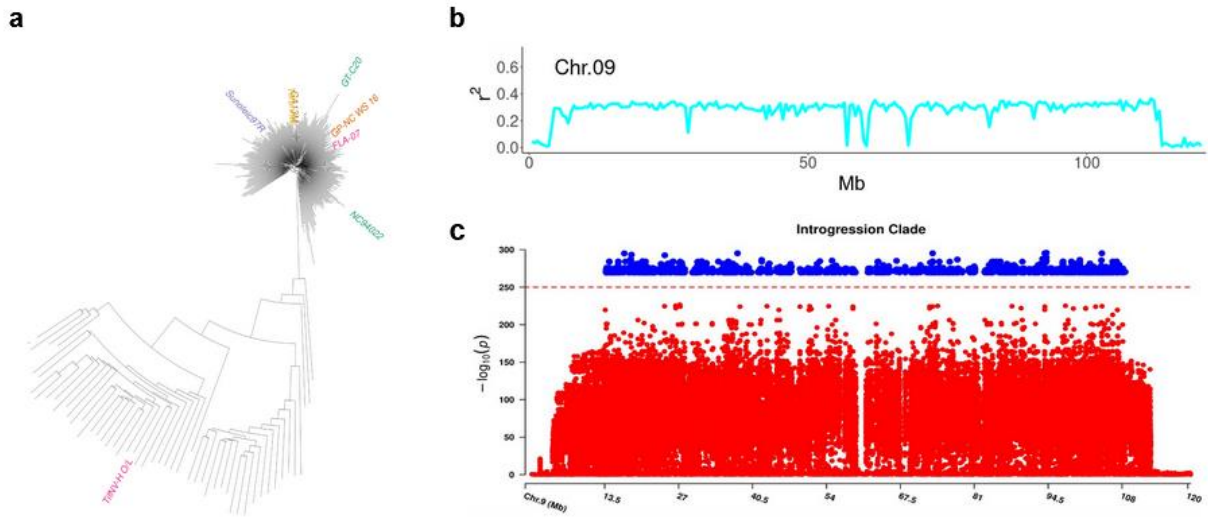 a
SunOleic97R
GA12M
GT-C20
GP-NC WS 16
FLA-07
NC94022
TifNV-H O/L
b
Chr.09
r²
0.6
0.4
0.2
0.0
0
50
100
Mb
c
Introgression Clade
−log₁₀(p)
300
250
200
150
100
50
0
Chr.9 (Mb)
13.5
27
40.5
54
67.5
81
94.5
108
120